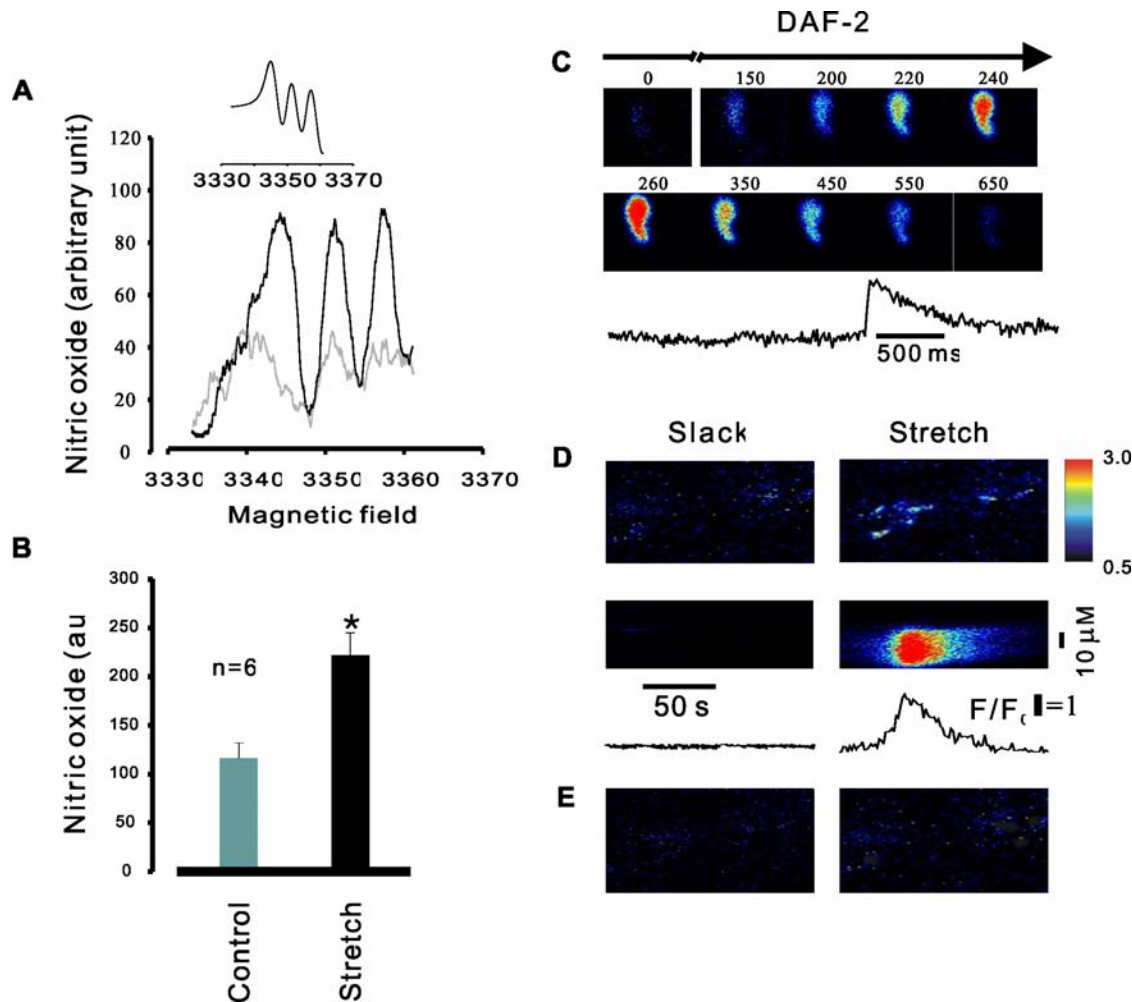 A
3330 3350 3370
120
100
80
60
40
20
0
Nitric oxide (arbitrary unit)
3330 3340 3350 3360 3370
Magnetic field
B
300
250
200
150
100
50
0
Nitric oxide (au
n=6
*
Control
Stretch
DAF-2
C
0 150 200 220 240
260 350 450 550 650
500 ms
Slack Stretch
D
3.0
0.5
10 μM
50 s
F/F =1
E